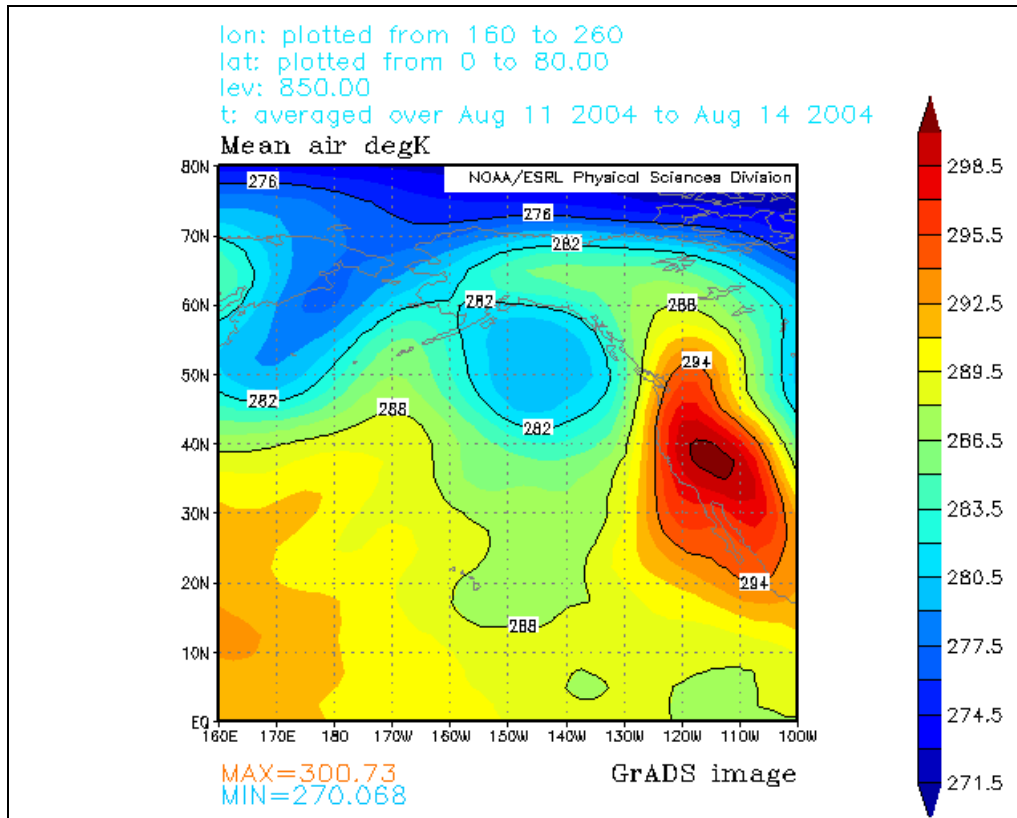 lon: plotted from 160 to 260
lat: plotted from 0 to 80.00
lev: 850.00
t: averaged over Aug 11 2004 to Aug 14 2004
Mean air degK
NOAA/ESRL Physical Sciences Division
80N
70N
60N
50N
40N
30N
20N
10N
EQ
276
276
282
282
288
294
282
288
282
294
288
160E 170E 180 170W 160W 150W 140W 130W 120W 110W 100W
298.5
295.5
292.5
289.5
286.5
283.5
280.5
277.5
274.5
271.5
MAX=300.73
MIN=270.068
GrADS image